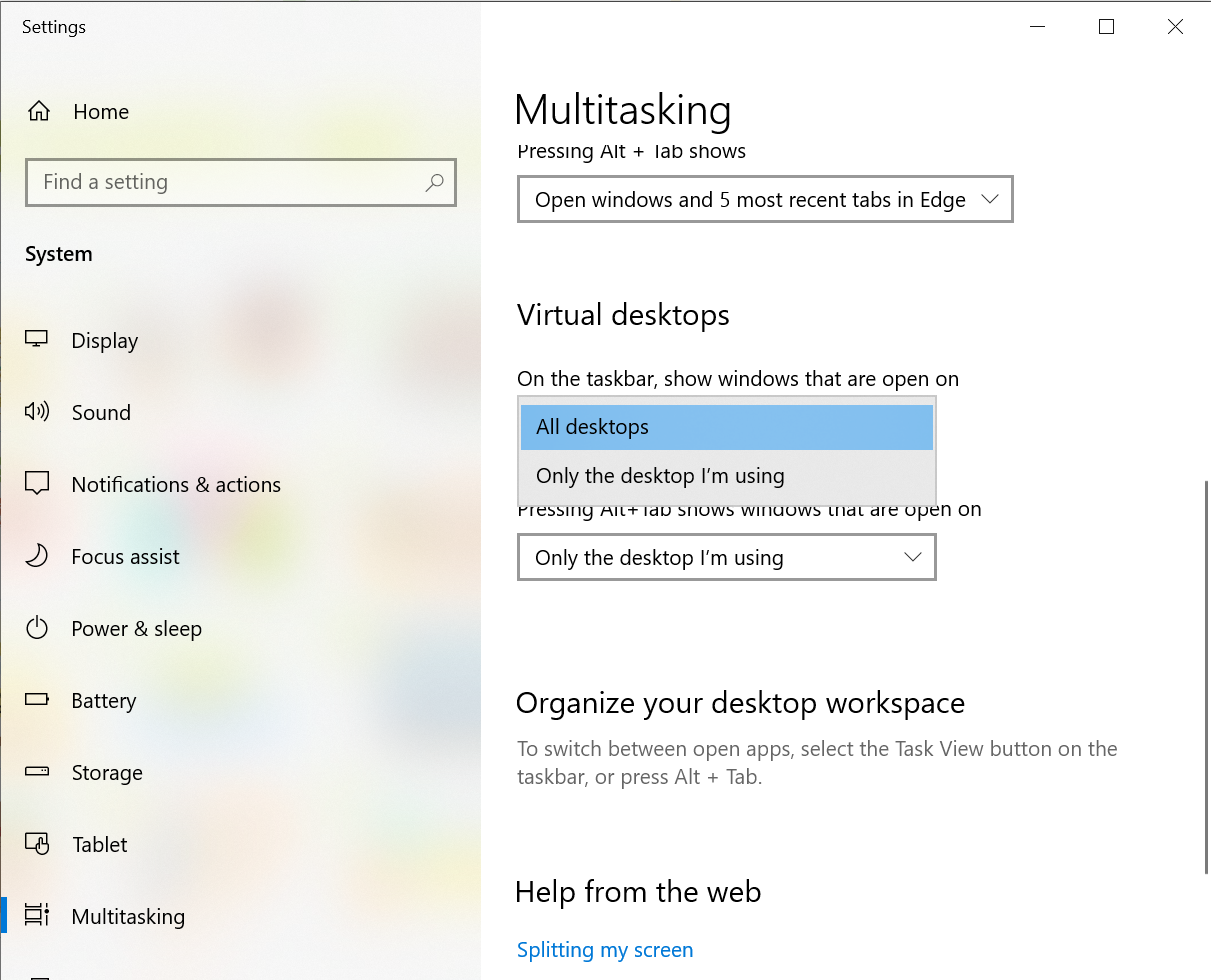 Settings
Home
Find a setting
System
Display
Sound
Notifications & actions
Focus assist
Power & sleep
Battery
Storage
Tablet
Multitasking
Multitasking
Pressing Alt + Tab shows
Open windows and 5 most recent tabs in Edge
Virtual desktops
On the taskbar, show windows that are open on
All desktops
Only the desktop I’m using
Pressing Alt+Tab shows windows that are open on
Only the desktop I’m using
Organize your desktop workspace
To switch between open apps, select the Task View button on the
taskbar, or press Alt + Tab.
Help from the web
Splitting my screen